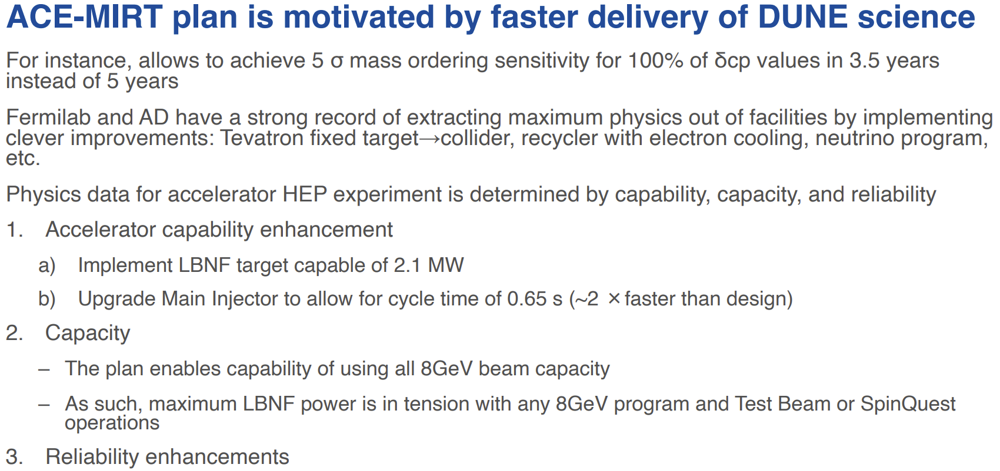 ACE-MIRT plan is motivated by faster delivery of DUNE science
For instance, allows to achieve 5 σ mass ordering sensitivity for 100% of δcp values in 3.5 years
instead of 5 years
Fermilab and AD have a strong record of extracting maximum physics out of facilities by implementing
clever improvements: Tevatron fixed target→collider, recycler with electron cooling, neutrino program,
etc.
Physics data for accelerator HEP experiment is determined by capability, capacity, and reliability
1. Accelerator capability enhancement
a) Implement LBNF target capable of 2.1 MW
b) Upgrade Main Injector to allow for cycle time of 0.65 s (~2 × faster than design)
2. Capacity
– The plan enables capability of using all 8GeV beam capacity
– As such, maximum LBNF power is in tension with any 8GeV program and Test Beam or SpinQuest
operations
3. Reliability enhancements